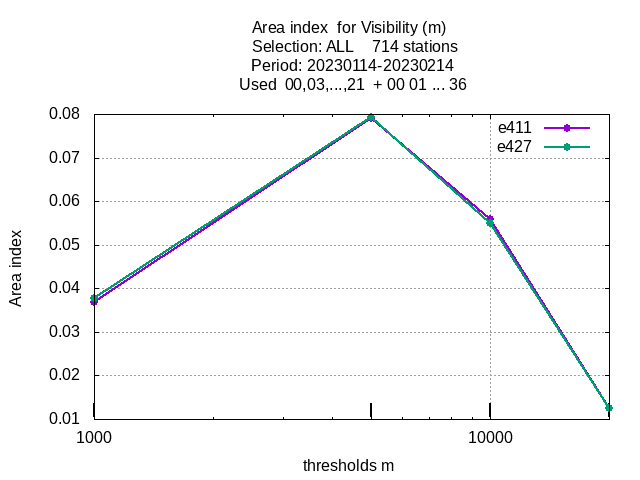 Area index  for Visibility (m)
Selection: ALL    714 stations
Period: 20230114-20230214
Used  00,03,...,21  + 00 01 ... 36
e411
e427
0.08
0.07
0.06
0.05
0.04
0.03
0.02
0.01
Area index
1000
10000
thresholds m